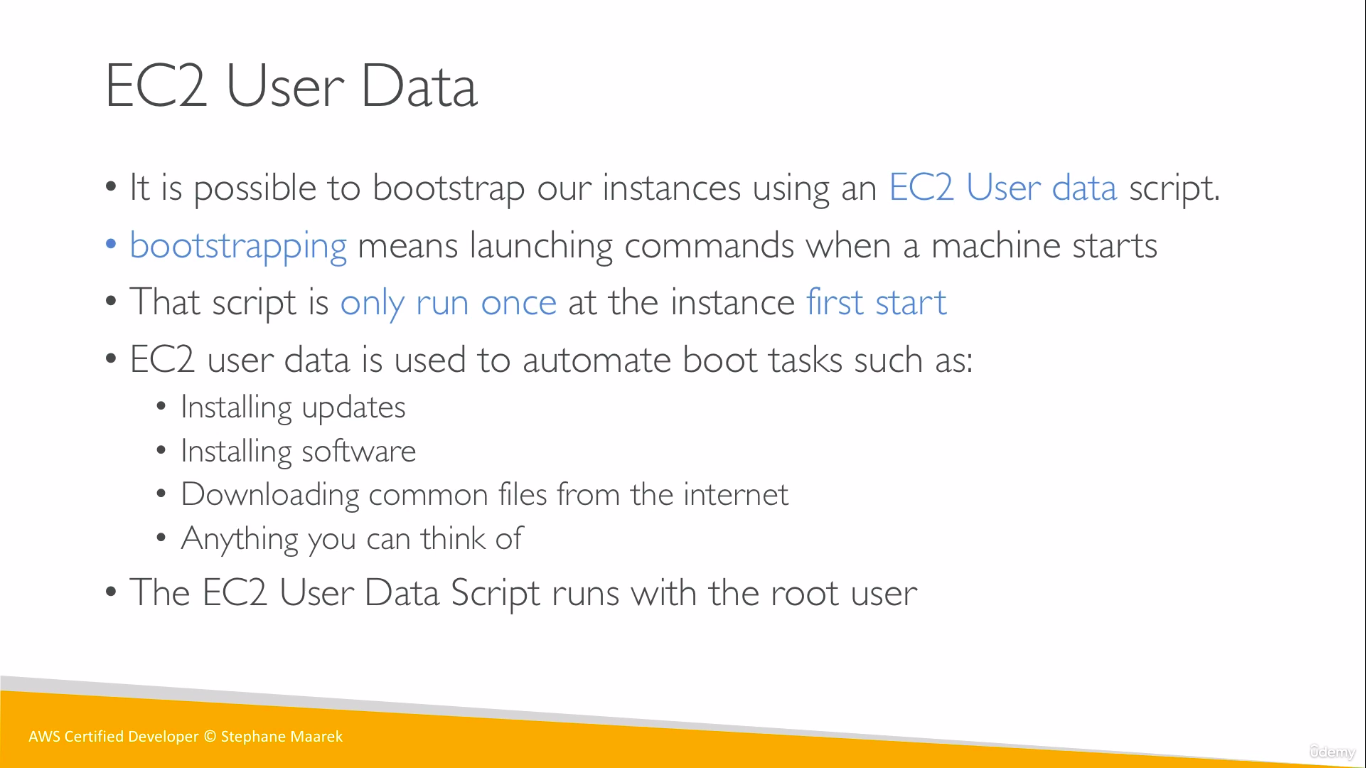 EC2 User Data
• It is possible to bootstrap our instances using an EC2 User data script.
• bootstrapping means launching commands when a machine starts
• That script is only run once at the instance first start
• EC2 user data is used to automate boot tasks such as:
• Installing updates
• Installing software
• Downloading common files from the internet
• Anything you can think of
• The EC2 User Data Script runs with the root user
AWS Certified Developer © Stephane Maarek
ûdemy